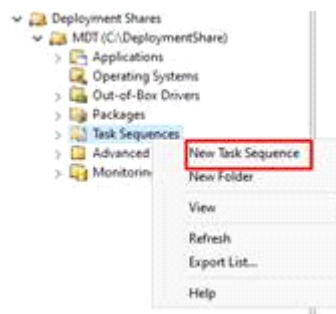 Deployment Shares
MDT (C:\DeploymentShare)
Applications
Operating Systems
Out-of-Box Drivers
Packages
Task Sequences
Advanced
Monitorin
New Task Sequence
New Folder
View
Refresh
Export List...
Help